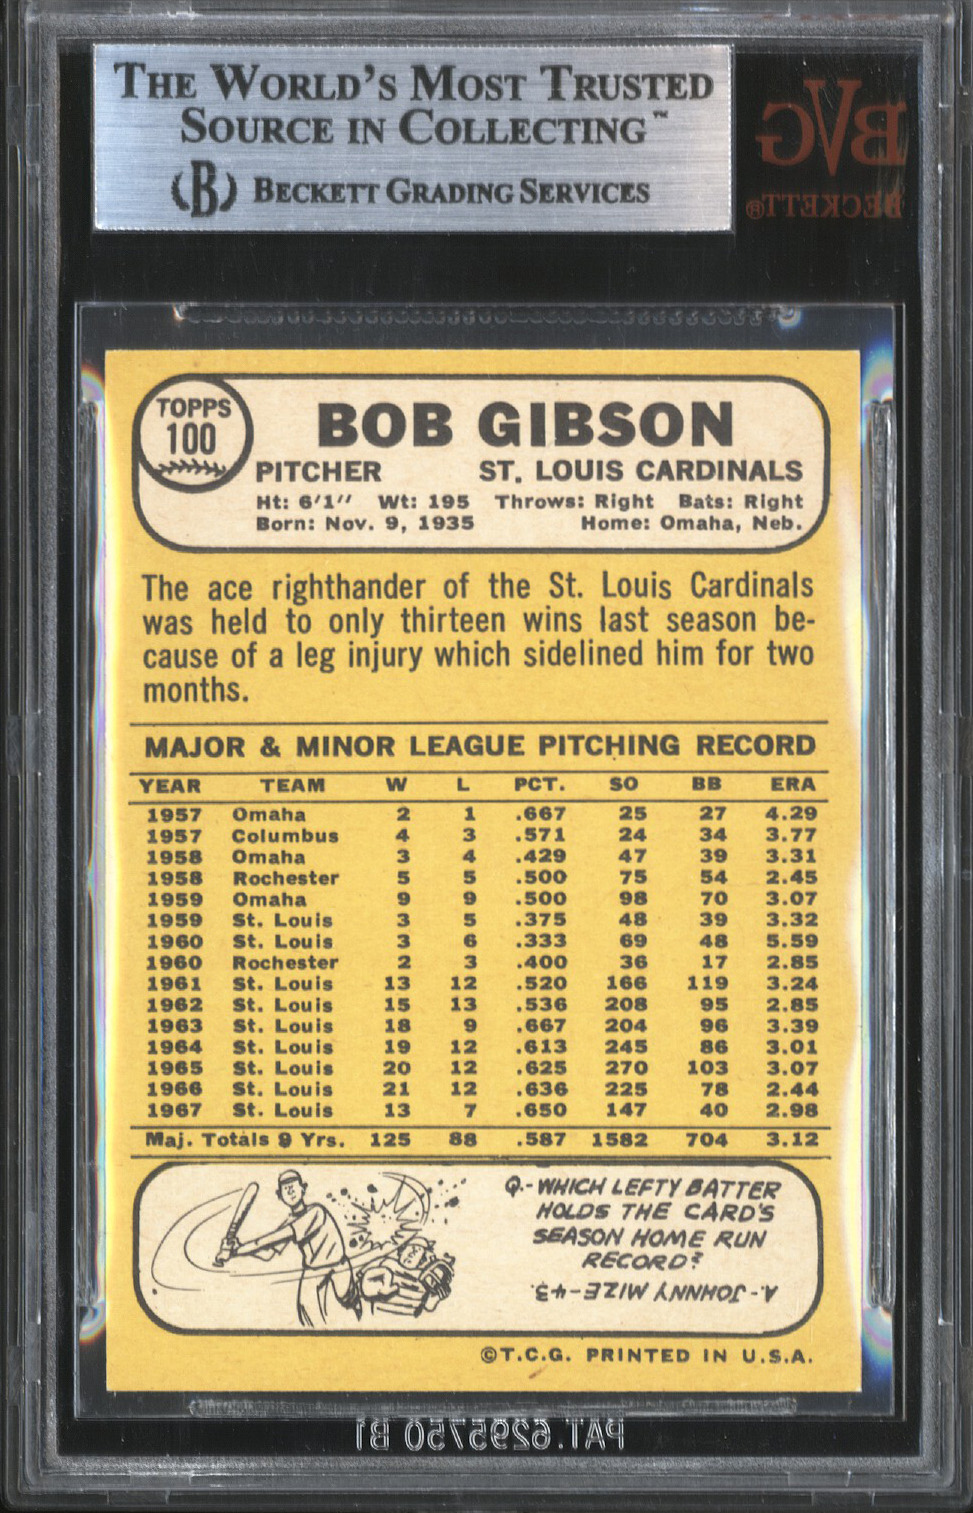 THE WORLD'S MOST TRUSTED
SOURCE IN COLLECTING™
(B) BECKETT GRADING SERVICES
BVG
BECKETT®
TOPPS
100
BOB GIBSON
PITCHER ST. LOUIS CARDINALS
Ht: 6'1'' Wt: 195 Throws: Right Bats: Right
Born: Nov. 9, 1935 Home: Omaha, Neb.
The ace righthander of the St. Louis Cardinals
was held to only thirteen wins last season be-
cause of a leg injury which sidelined him for two
months.
MAJOR & MINOR LEAGUE PITCHING RECORD
YEAR TEAM W L PCT. SO BB ERA
1957 Omaha 2 1 .667 25 27 4.29
1957 Columbus 4 3 .571 24 34 3.77
1958 Omaha 3 4 .429 47 39 3.31
1958 Rochester 5 5 .500 75 54 2.45
1959 Omaha 9 9 .500 98 70 3.07
1959 St. Louis 3 5 .375 48 39 3.32
1960 St. Louis 3 6 .333 69 48 5.59
1960 Rochester 2 3 .400 36 17 2.85
1961 St. Louis 13 12 .520 166 119 3.24
1962 St. Louis 15 13 .536 208 95 2.85
1963 St. Louis 18 9 .667 204 96 3.39
1964 St. Louis 19 12 .613 245 86 3.01
1965 St. Louis 20 12 .625 270 103 3.07
1966 St. Louis 21 12 .636 225 78 2.44
1967 St. Louis 13 7 .650 147 40 2.98
Maj. Totals 9 Yrs. 125 88 .587 1582 704 3.12
Q.-WHICH LEFTY BATTER
HOLDS THE CARD'S
SEASON HOME RUN
RECORD?
A.-JOHNNY MIZE-43.
©T.C.G. PRINTED IN U.S.A.
PAT.6295750 B1